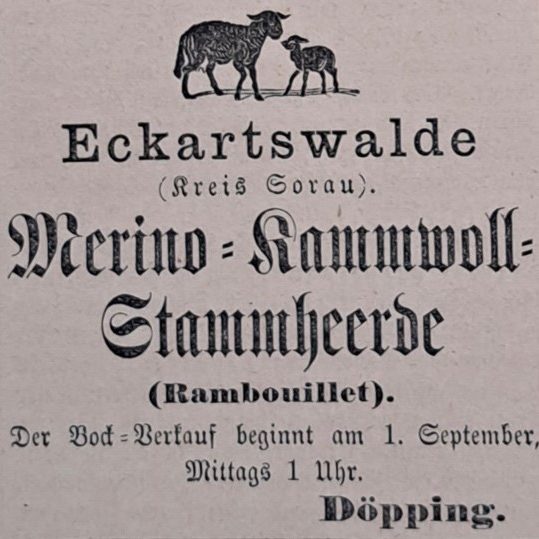 Eckartswalde
(Kreis Sorau).
Merino-Kammwoll-
Stammheerde
(Rambouillet).
Der Bock-Verkauf beginnt am 1. September,
Mittags 1 Uhr.
Döpping.